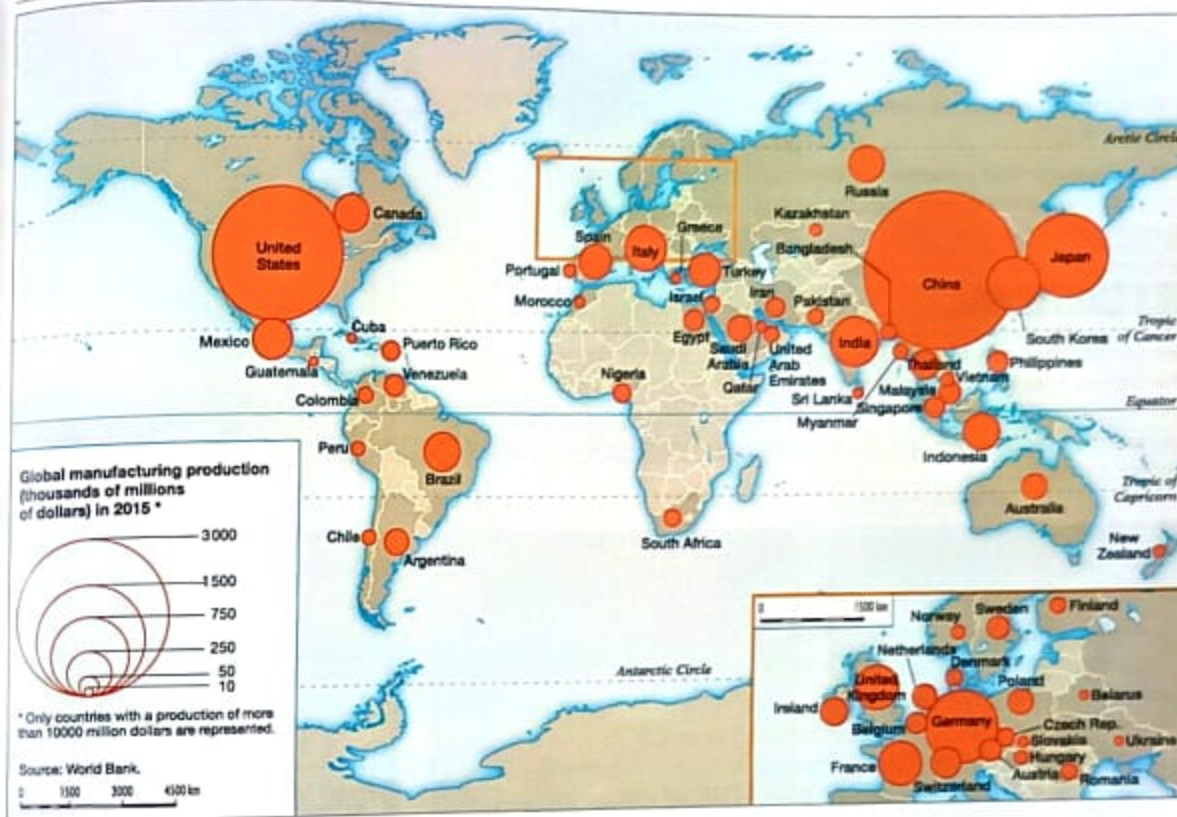 Arctic Circle
Russia
Canada
Kazakhstan
Greece
Spain
United
States
Italy
Bangladesh
Japan
Portugal
Turkey
China
Morocco
Israel
Iran
Pakistan
Cuba
Egypt
India
South Korea
Tropic
of Cancer
Mexico
Puerto Rico
Saudi
Arabia
United
Arab
Emirates
Thailand
Philippines
Guatemala
Venezuela
Nigeria
Qatar
Vietnam
Malaysia
Sri Lanka
Colombia
Singapore
Equator
Myanmar
Peru
Brazil
Indonesia
Tropic of
Capricorn
Australia
Chile
Argentina
South Africa
New
Zealand
Antarctic Circle
Global manufacturing production
(thousands of millions
of dollars) in 2015 *
3000
1500
750
250
50
10
* Only countries with a production of more
than 10000 million dollars are represented.
Source: World Bank.
0 1500 3000 4500 km
0 1500 km
Norway
Sweden
Finland
Netherlands
Denmark
United
Kingdom
Poland
Belarus
Ireland
Belgium
Germany
Czech Rep.
Slovakia
Ukraine
Hungary
France
Switzerland
Austria
Romania